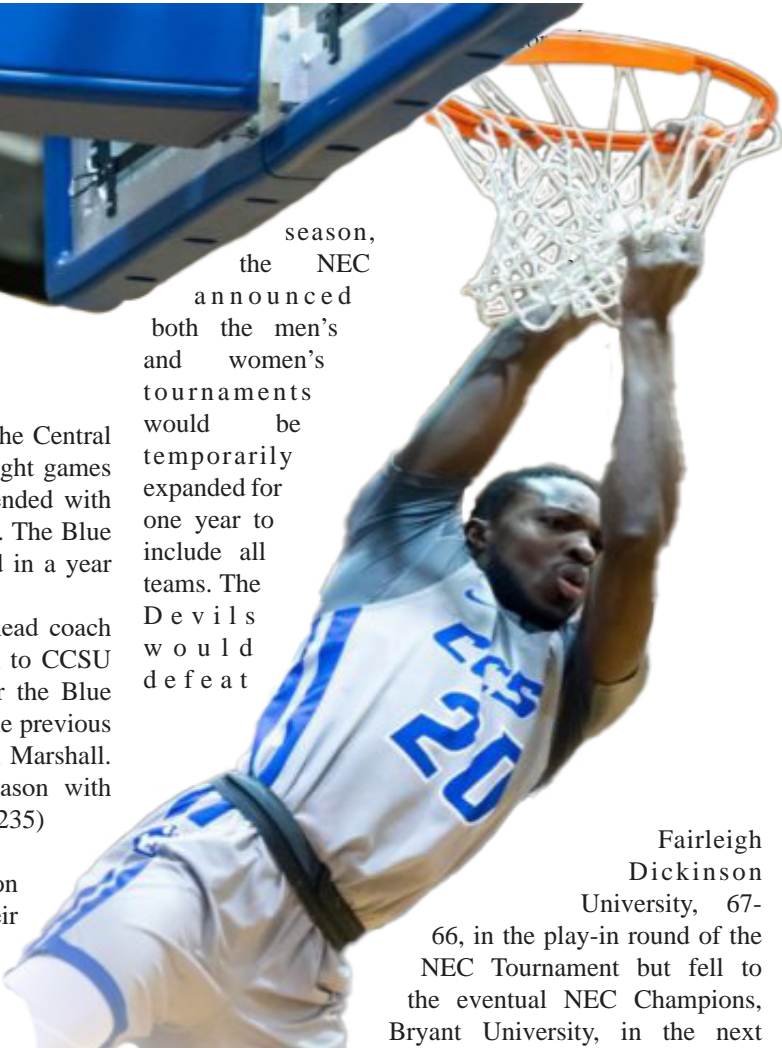 he Central
ght games
ended with
. The Blue
d in a year
ead coach
to CCSU
r the Blue
e previous
Marshall.
ason with
235)
on
eir
season,
the NEC
announced
both the men's
and women's
tournaments
would be
temporarily
expanded for
one year to
include all
teams. The
Devils
would
defeat
CCS
20
Fairleigh
Dickinson
University, 67-
66, in the play-in round of the
NEC Tournament but fell to
the eventual NEC Champions,
Bryant University, in the next